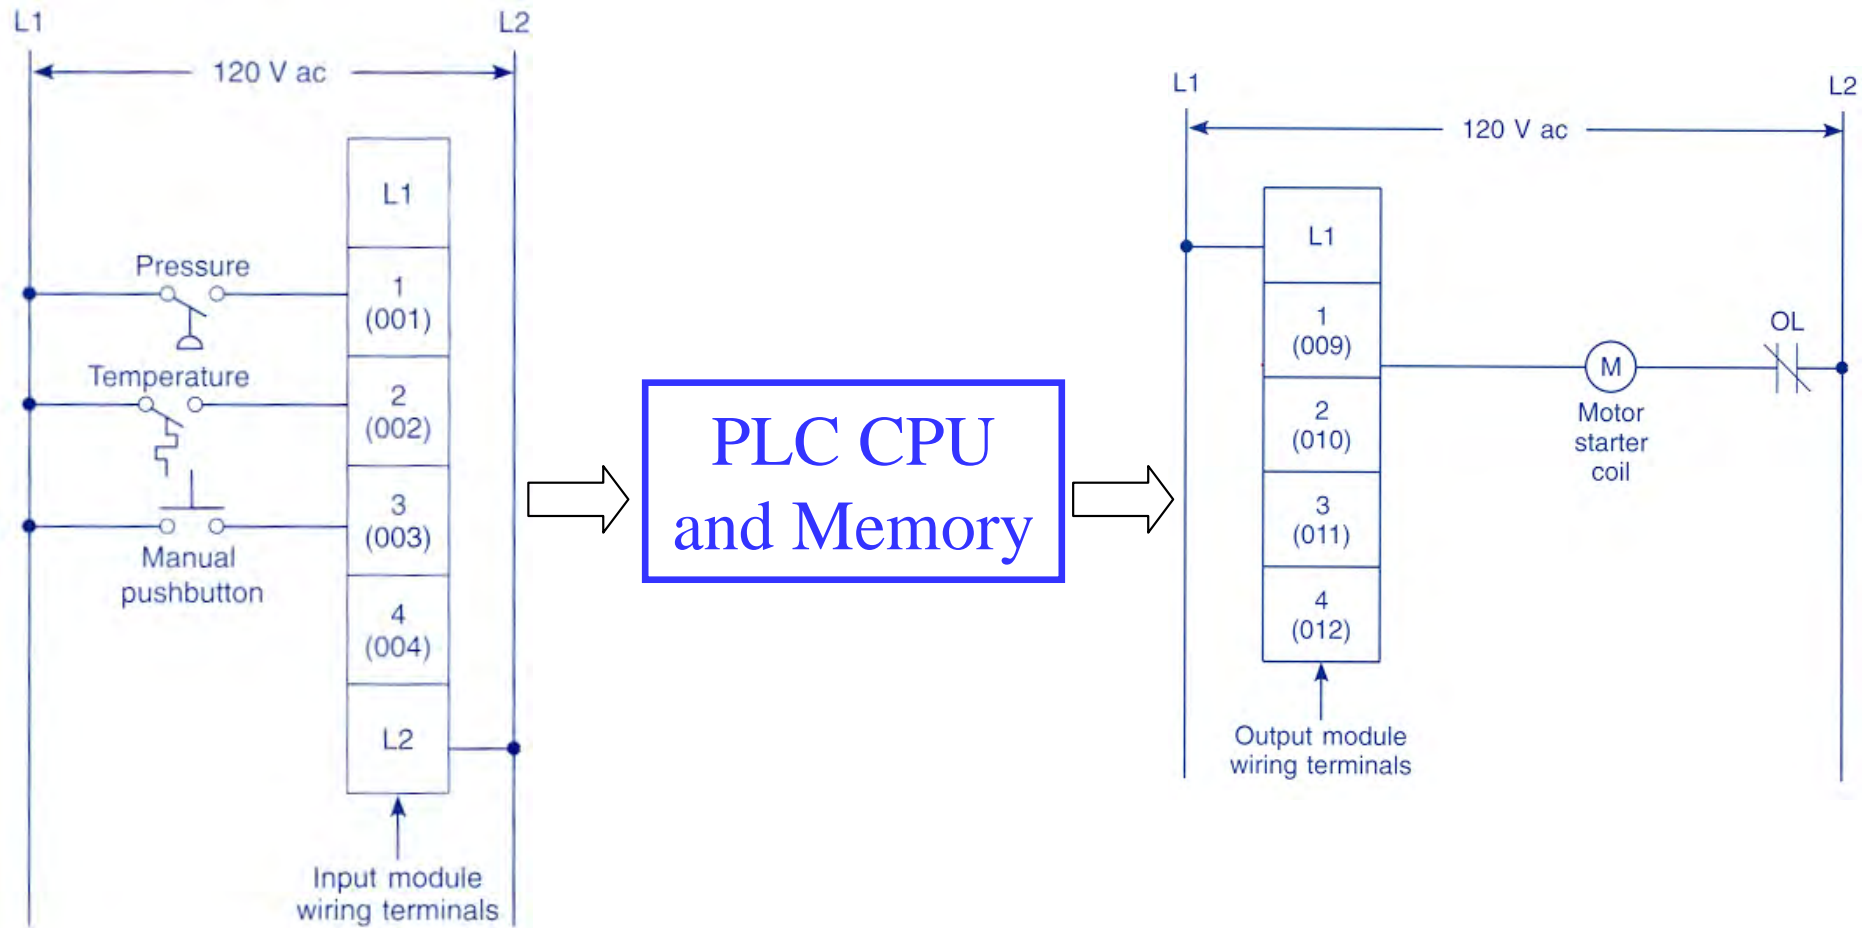 L1
L2
120 V ac
L1
Pressure
1
(001)
Temperature
2
(002)
3
(003)
Manual
pushbutton
4
(004)
L2
Input module
wiring terminals
PLC CPU
and Memory
L1
L2
120 V ac
L1
1
(009)
OL
M
Motor
starter
coil
2
(010)
3
(011)
4
(012)
Output module
wiring terminals